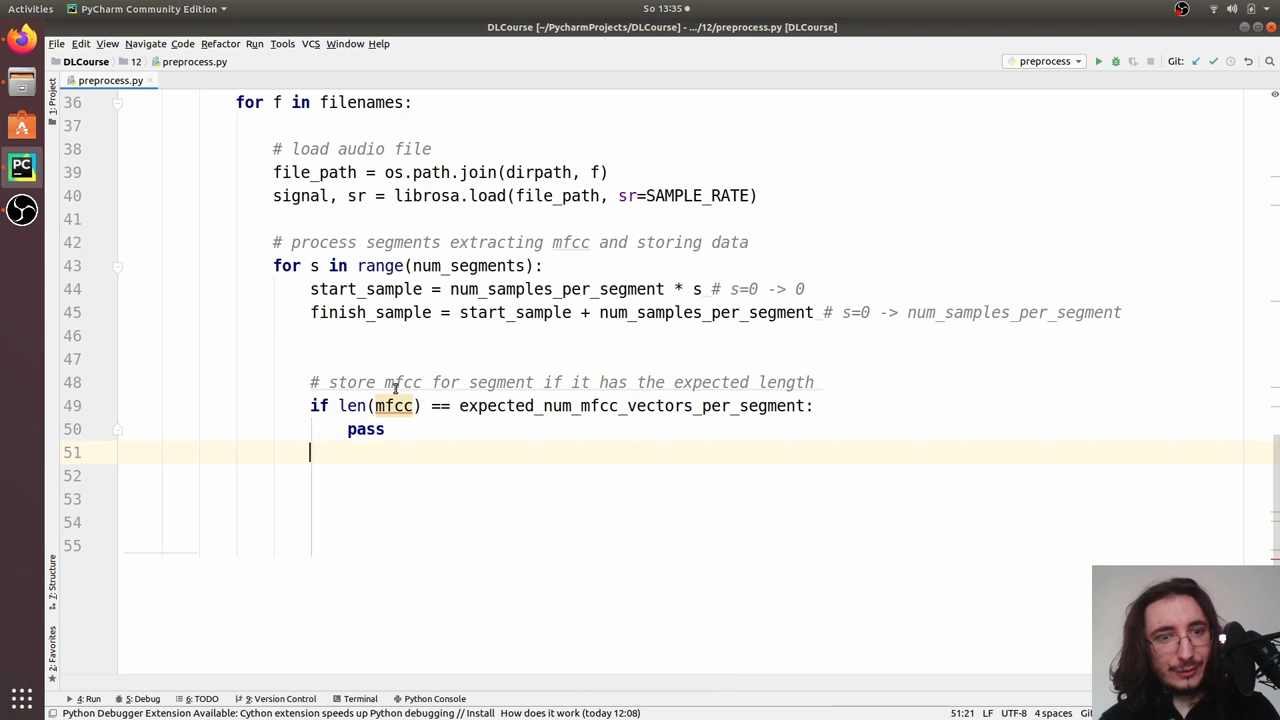 Activities
PyCharm Community Edition
So 13:35
DLCourse [~/PycharmProjects/DLCourse] - .../12/preprocess.py [DLCourse]
File Edit View Navigate Code Refactor Run Tools VCS Window Help
DLCourse 12 preprocess.py
preprocess
Git:
preprocess.py
1: Project
36 for f in filenames:
37
38 # load audio file
39 file_path = os.path.join(dirpath, f)
40 signal, sr = librosa.load(file_path, sr=SAMPLE_RATE)
41
42 # process segments extracting mfcc and storing data
43 for s in range(num_segments):
44 start_sample = num_samples_per_segment * s # s=0 -> 0
45 finish_sample = start_sample + num_samples_per_segment # s=0 -> num_samples_per_segment
46
47
48 # store mfcc for segment if it has the expected length
49 if len(mfcc) == expected_num_mfcc_vectors_per_segment:
50 pass
51
52
53
54
55
7: Structure
2: Favorites
4: Run 5: Debug 6: TODO 9: Version Control Terminal Python Console
Python Debugger Extension Available: Cython extension speeds up Python debugging // Install How does it work (today 12:08)
51:21 LF UTF-8 4 spaces Git